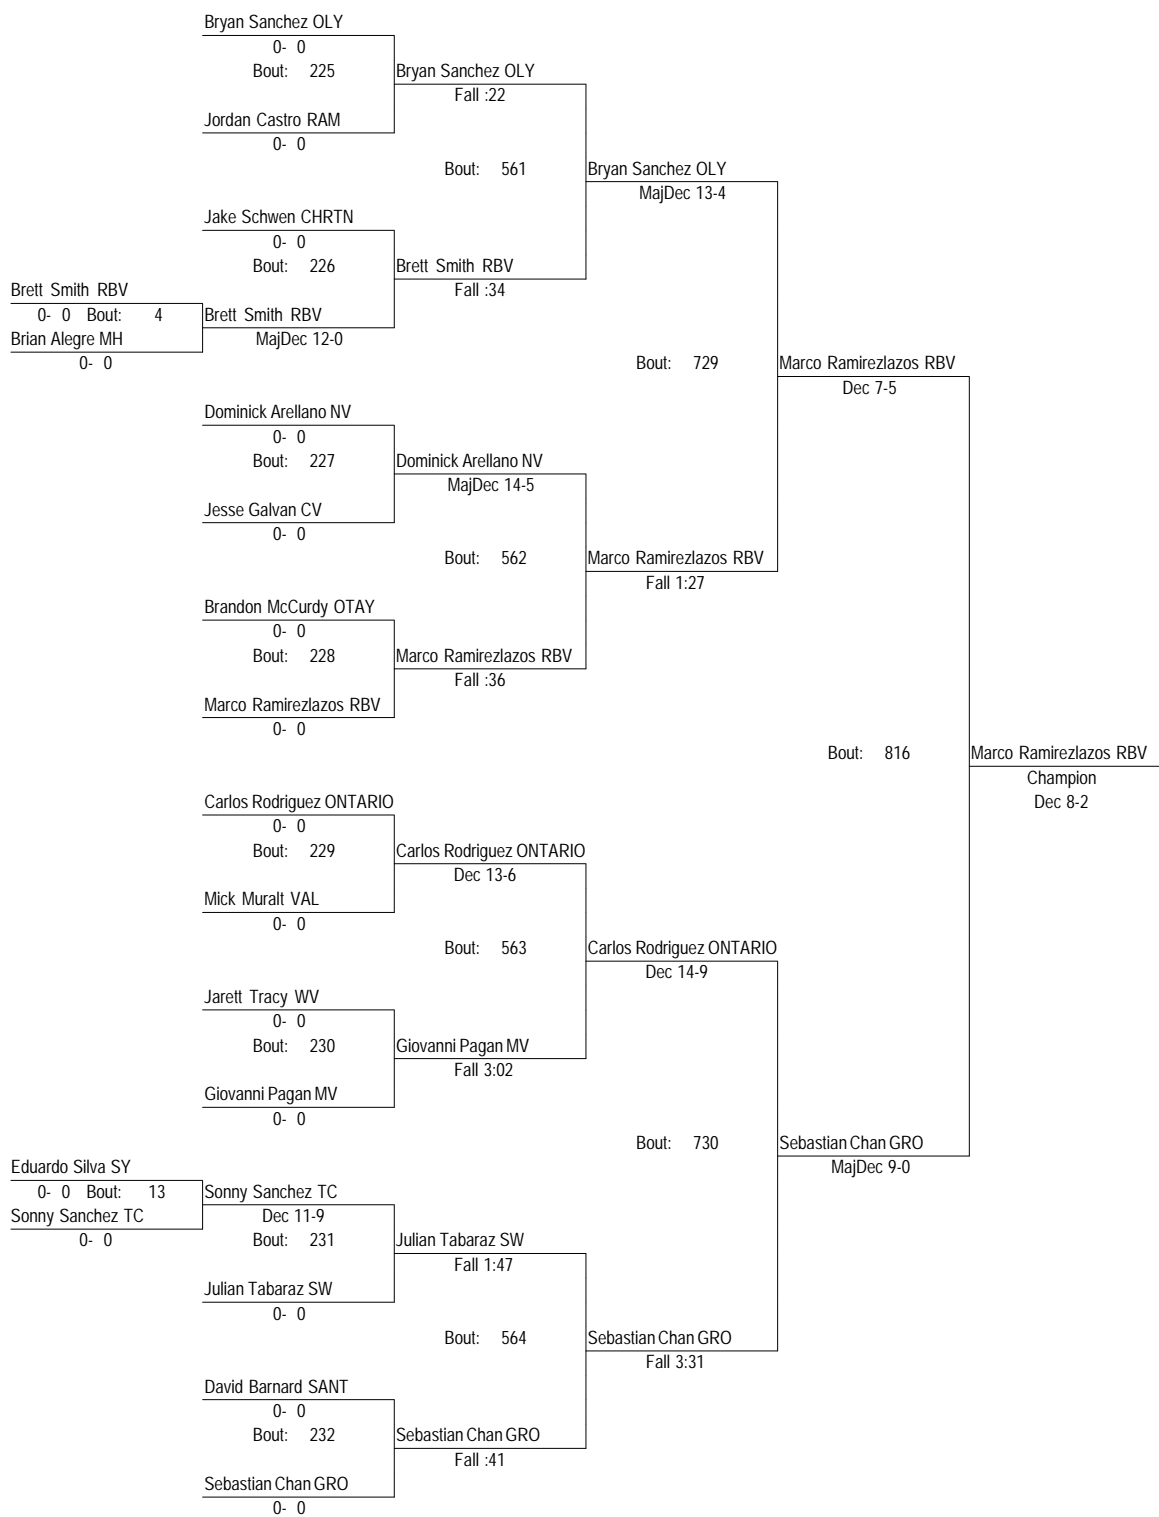 Bryan Sanchez OLY
0- 0
Bout: 225
Bryan Sanchez OLY
Fall :22
Jordan Castro RAM
0- 0
Bout: 561
Bryan Sanchez OLY
MajDec 13-4
Jake Schwen CHRTN
0- 0
Bout: 226
Brett Smith RBV
Fall :34
Brett Smith RBV
0- 0 Bout: 4
Brett Smith RBV
MajDec 12-0
Brian Alegre MH
0- 0
Bout: 729
Marco Ramirezlazos RBV
Dec 7-5
Dominick Arellano NV
0- 0
Bout: 227
Dominick Arellano NV
MajDec 14-5
Jesse Galvan CV
0- 0
Bout: 562
Marco Ramirezlazos RBV
Fall 1:27
Brandon McCurdy OTAY
0- 0
Bout: 228
Marco Ramirezlazos RBV
Fall :36
Marco Ramirezlazos RBV
0- 0
Bout: 816
Marco Ramirezlazos RBV
Champion
Dec 8-2
Carlos Rodriguez ONTARIO
0- 0
Bout: 229
Carlos Rodriguez ONTARIO
Dec 13-6
Mick Muralt VAL
0- 0
Bout: 563
Carlos Rodriguez ONTARIO
Dec 14-9
Jarett Tracy WV
0- 0
Bout: 230
Giovanni Pagan MV
Fall 3:02
Giovanni Pagan MV
0- 0
Bout: 730
Sebastian Chan GRO
MajDec 9-0
Eduardo Silva SY
0- 0 Bout: 13
Sonny Sanchez TC
Dec 11-9
Sonny Sanchez TC
0- 0
Bout: 231
Julian Tabaraz SW
Fall 1:47
Julian Tabaraz SW
0- 0
Bout: 564
Sebastian Chan GRO
Fall 3:31
David Barnard SANT
0- 0
Bout: 232
Sebastian Chan GRO
Fall :41
Sebastian Chan GRO
0- 0